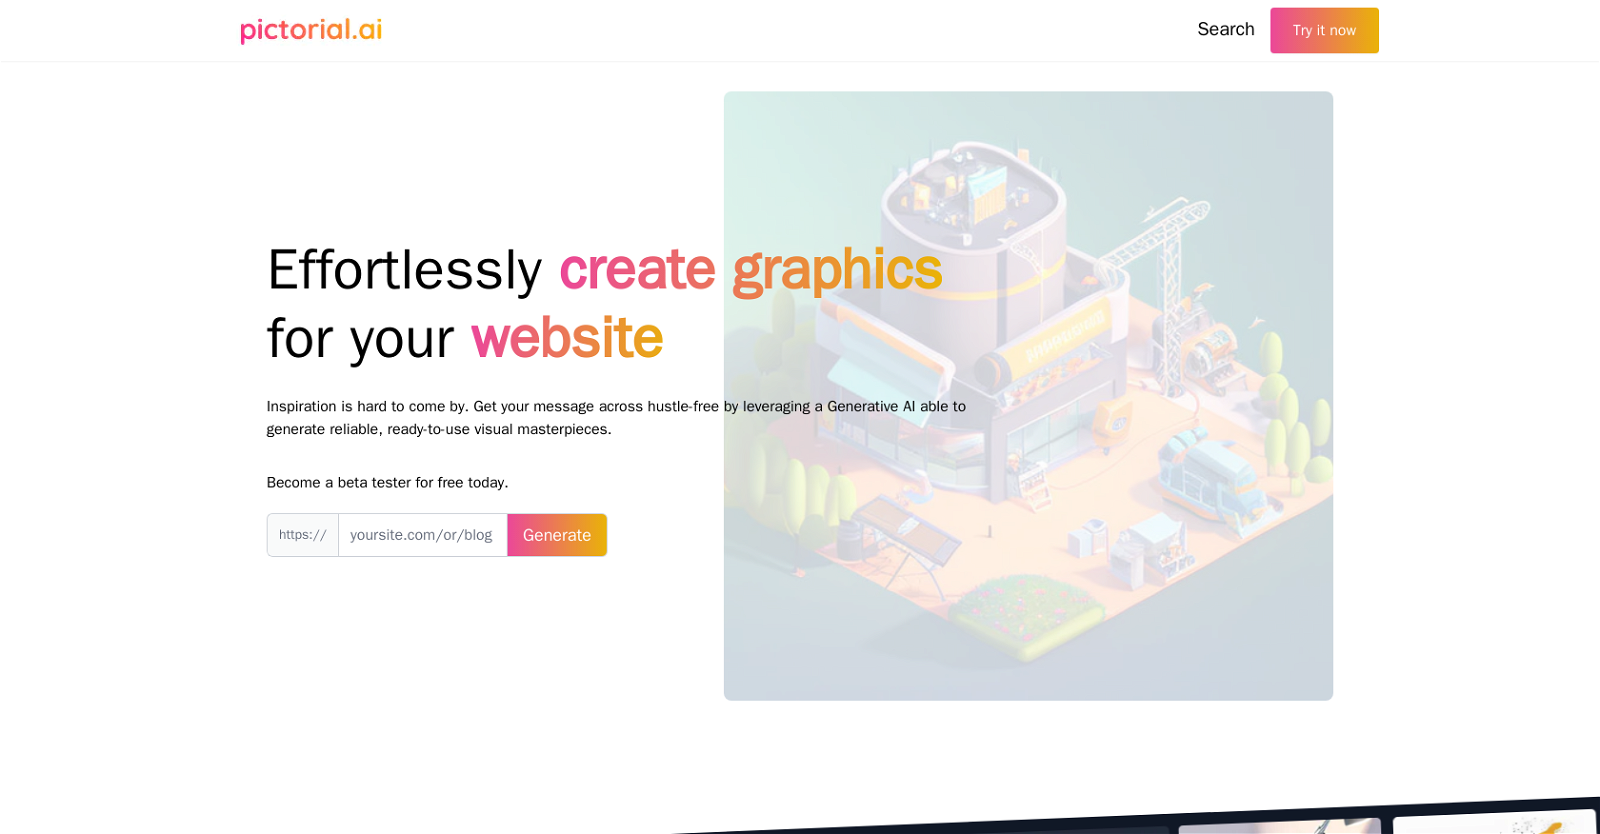 pictorial.ai
Search
Try it now
Effortlessly create graphics
for your website
Inspiration is hard to come by. Get your message across hustle-free by leveraging a Generative AI able to
generate reliable, ready-to-use visual masterpieces.
Become a beta tester for free today.
https://
yoursite.com/or/blog
Generate